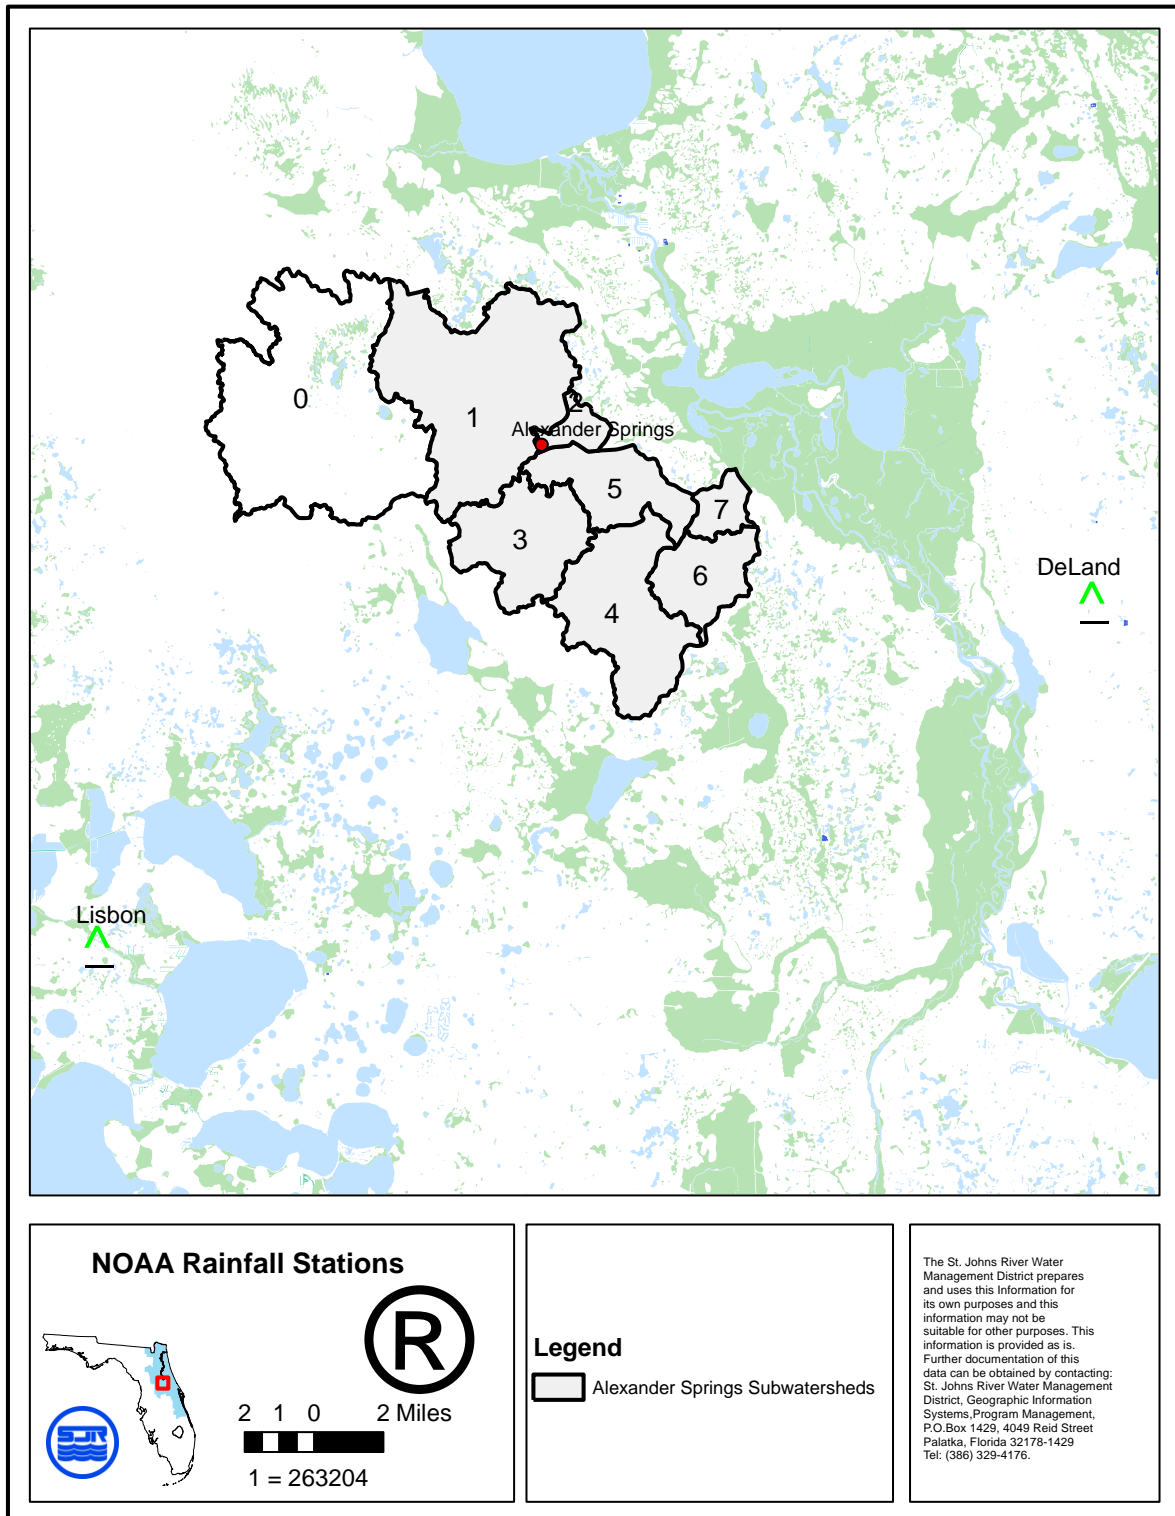 0
1
2
Alexander Springs
5
7
3
6
4
DeLand
Lisbon
NOAA Rainfall Stations
R
SJR
2 1 0 2 Miles
1 = 263204
Legend
Alexander Springs Subwatersheds
The St. Johns River Water
Management District prepares
and uses this Information for
its own purposes and this
information may not be
suitable for other purposes. This
information is provided as is.
Further documentation of this
data can be obtained by contacting:
St. Johns River Water Management
District, Geographic Information
Systems,Program Management,
P.O.Box 1429, 4049 Reid Street
Palatka, Florida 32178-1429
Tel: (386) 329-4176.